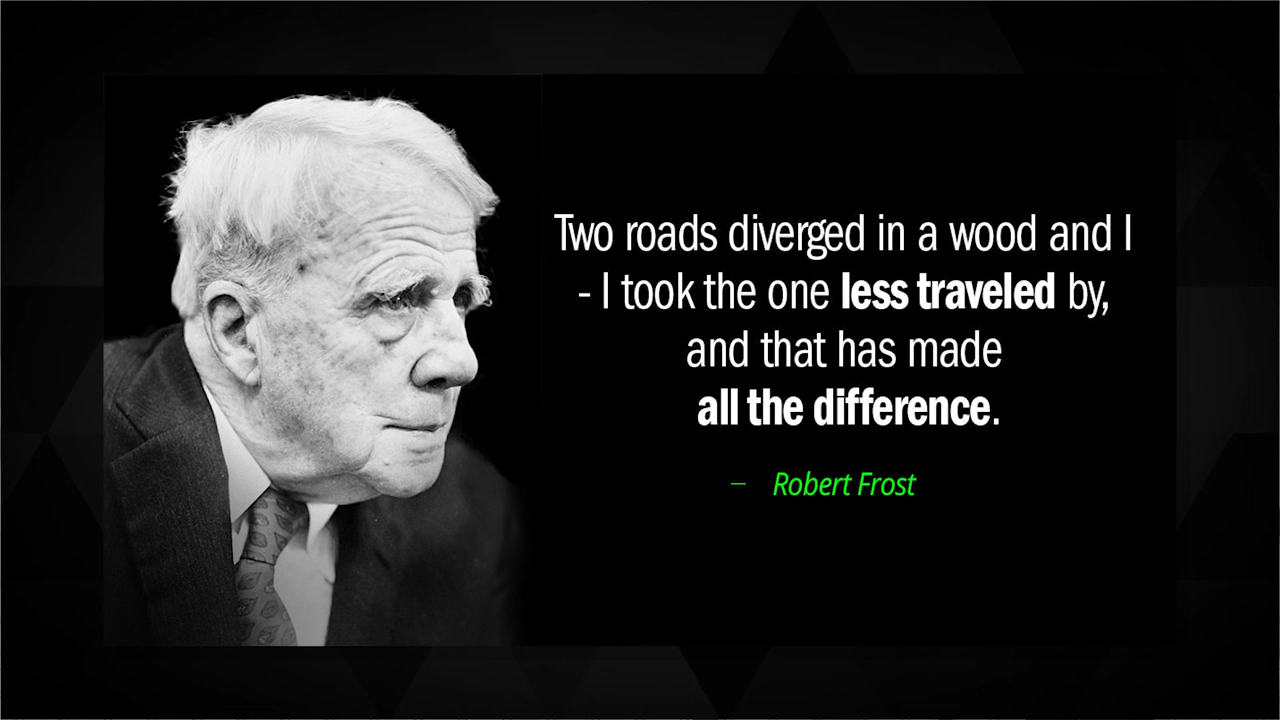 Two roads diverged in a wood and I
- I took the one less traveled by,
and that has made
all the difference.
– Robert Frost